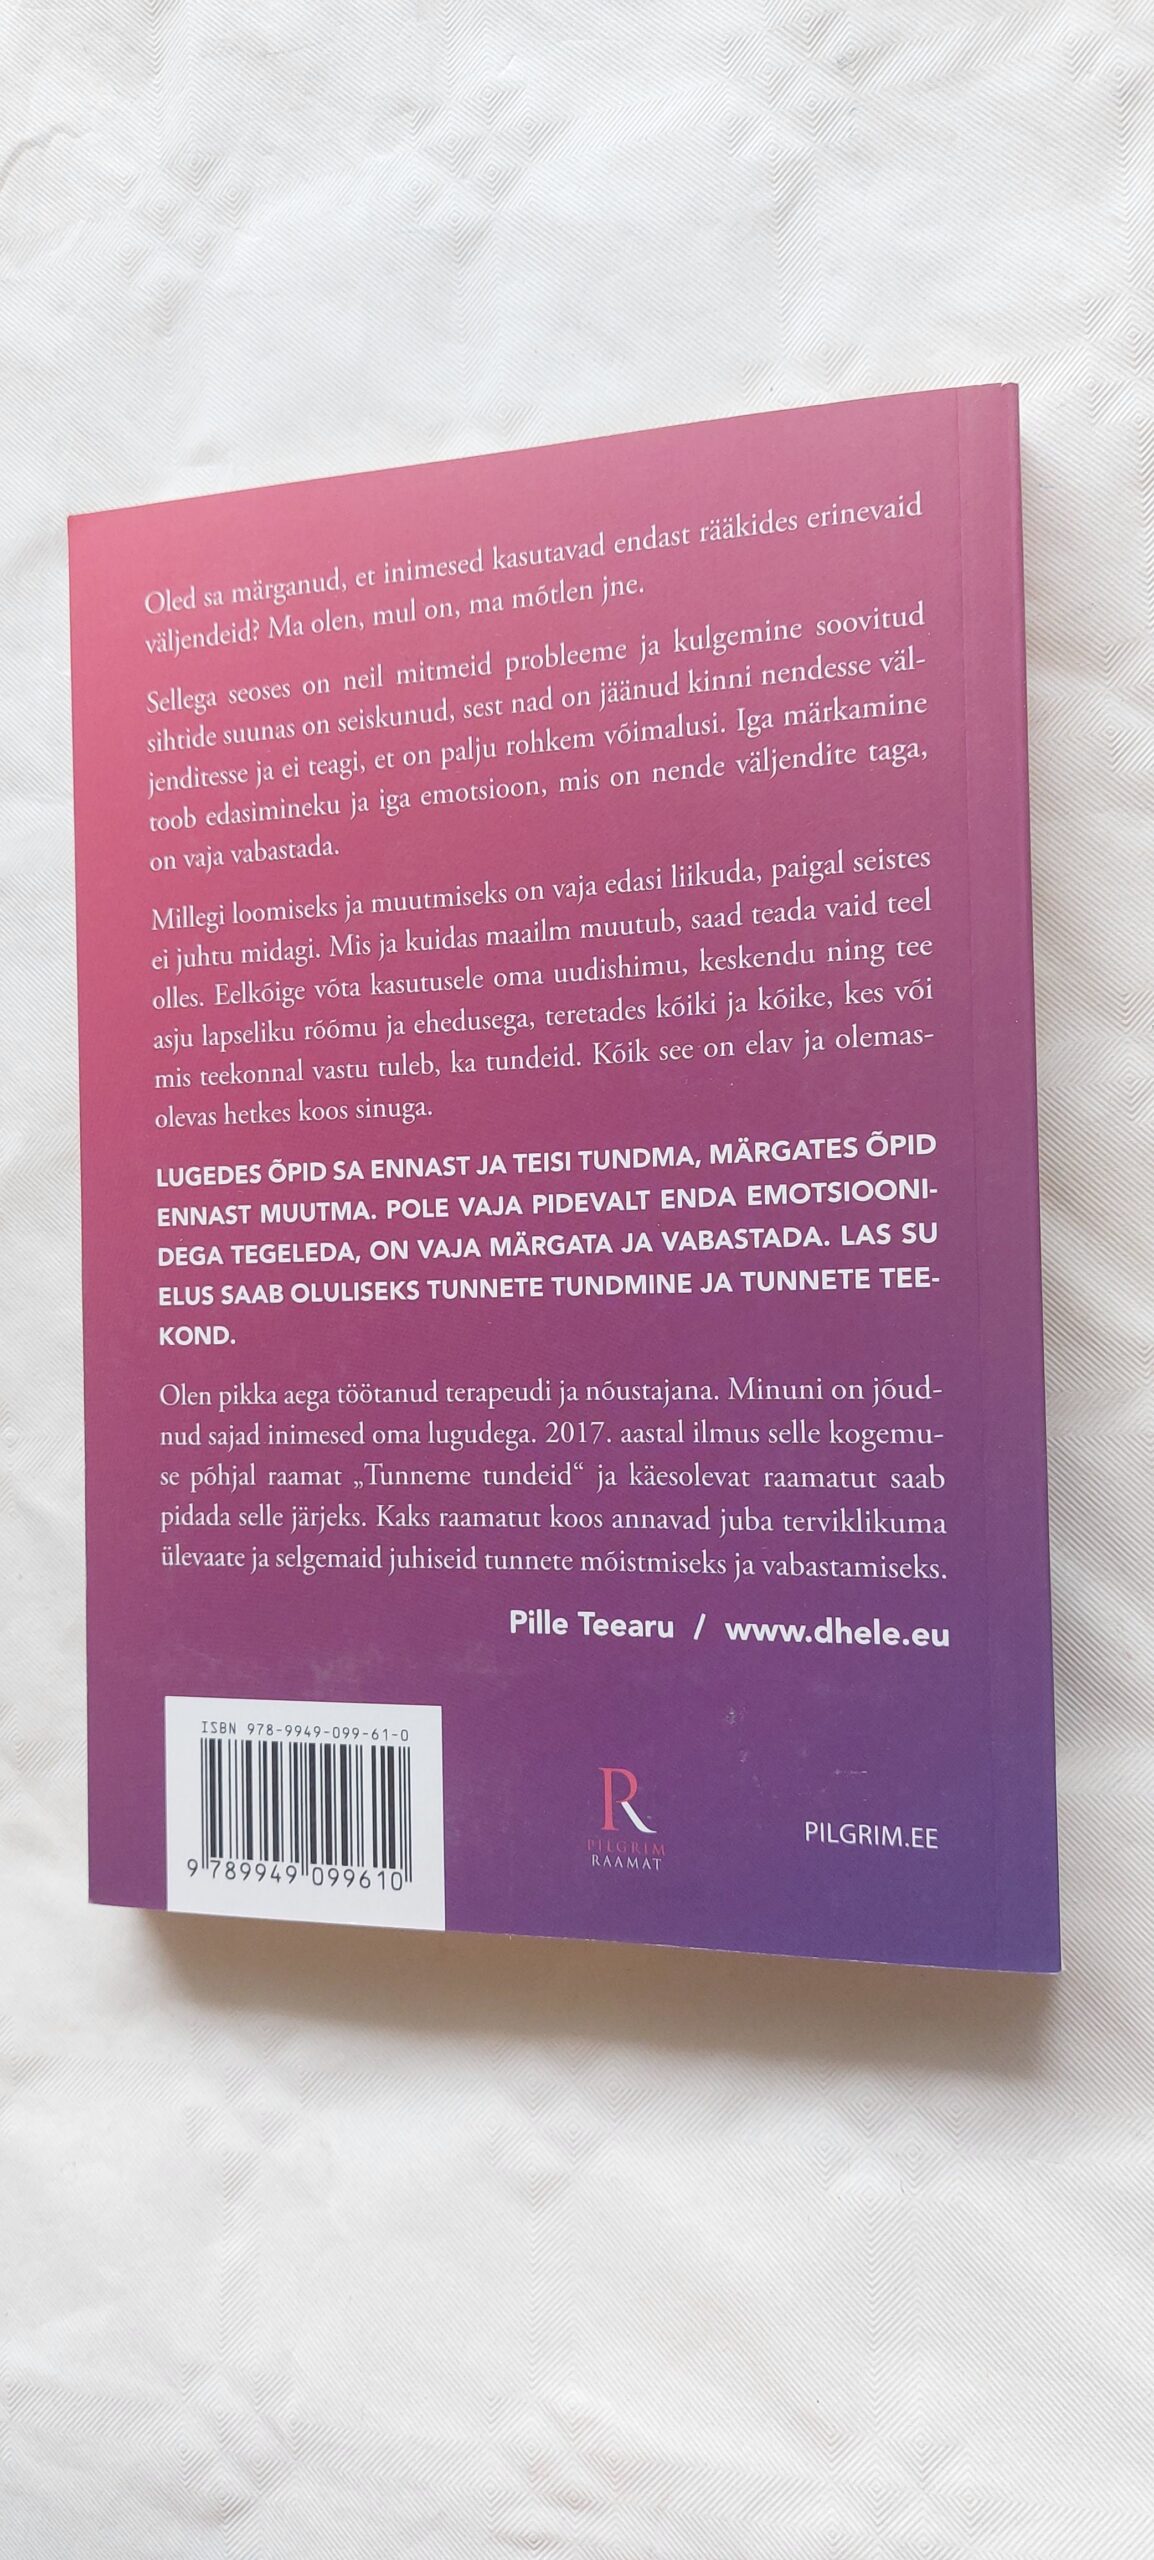 Oled sa märganud, et inimesed kasutavad endast rääkides erinevaid
väljendeid? Ma olen, mul on, ma mõtlen jne.
Sellega seoses on neil mitmeid probleeme ja kulgemine soovitud
sihtide suunas on seiskunud, sest nad on jäänud kinni nendesse väl-
jenditesse ja ei teagi, et on palju rohkem võimalusi. Iga märkamine
toob edasimineku ja iga emotsioon, mis on nende väljendite taga,
on vaja vabastada.
Millegi loomiseks ja muutmiseks on vaja edasi liikuda, paigal seistes
ei juhtu midagi. Mis ja kuidas maailm muutub, saad teada vaid teel
olles. Eelkõige võta kasutusele oma uudishimu, keskendu ning tee
asju lapseliku rõõmu ja ehedusega, teretades kõiki ja kõike, kes või
mis teekonnal vastu tuleb, ka tundeid. Kõik see on elav ja olemas-
olevas hetkes koos sinuga.
LUGEDES ÕPID SA ENNAST JA TEISI TUNDMA, MÄRGATES ÕPID
ENNAST MUUTMA. POLE VAJA PIDEVALT ENDA EMOTSIOONI-
DEGA TEGELEDA, ON VAJA MÄRGATA JA VABASTADA. LAS SU
ELUS SAAB OLULISEKS TUNNETE TUNDMINE JA TUNNETE TEE-
KOND.
Olen pikka aega töötanud terapeudi ja nõustajana. Minuni on jõud-
nud sajad inimesed oma lugudega. 2017. aastal ilmus selle kogemu-
se põhjal raamat „Tunneme tundeid“ ja käesolevat raamatut saab
pidada selle järjeks. Kaks raamatut koos annavad juba terviklikuma
ülevaate ja selgemaid juhiseid tunnete mõistmiseks ja vabastamiseks.
Pille Teearu / www.dhele.eu
ISBN 978-9949-099-61-0
9 789949 099610
R
PILGRIM
RAAMAT
PILGRIM.EE